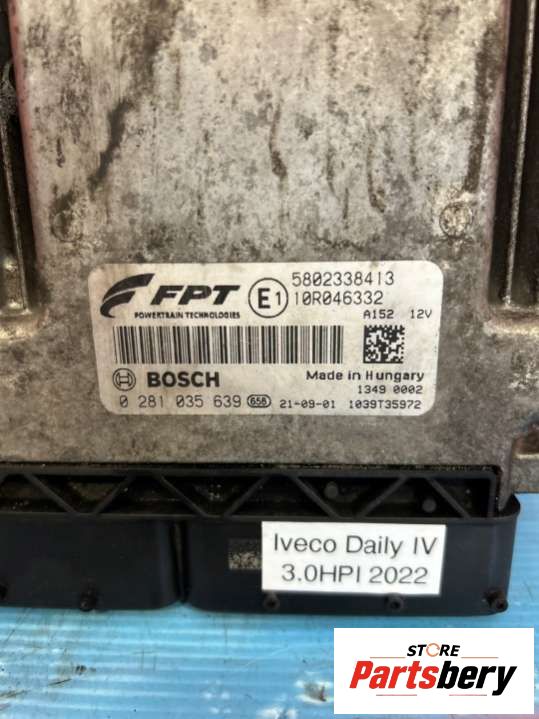 FPT
POWERTRAIN TECHNOLOGIES
E1
5802338413
10R046332
A152 12V
BOSCH
Made in Hungary
1349 0002
0 281 035 639 656 21-09-01 1039T35972
Iveco Daily IV
3.0HPI 2022
STORE
Partsbery